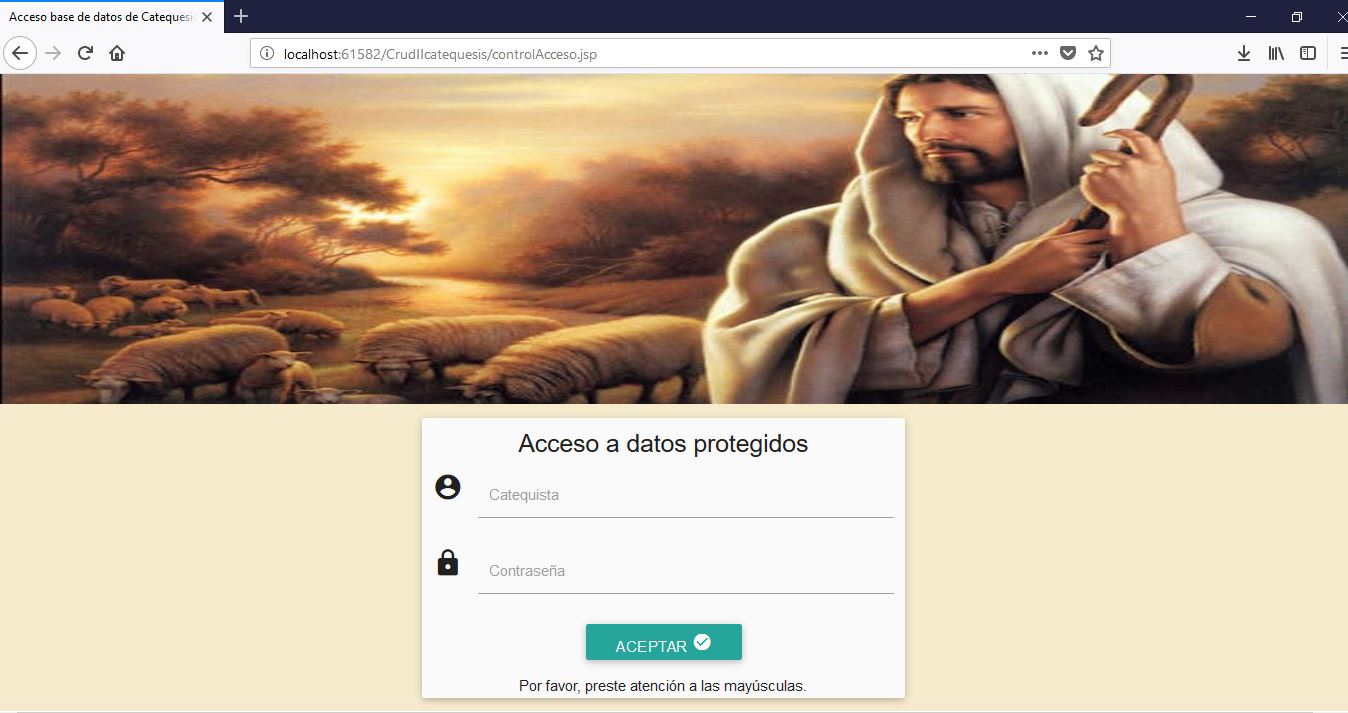 Acceso base de datos de Catequesis
localhost:61582/CrudIIcatequesis/controlAcceso.jsp
Acceso a datos protegidos
Catequista
Contraseña
ACEPTAR
Por favor, preste atención a las mayúsculas.